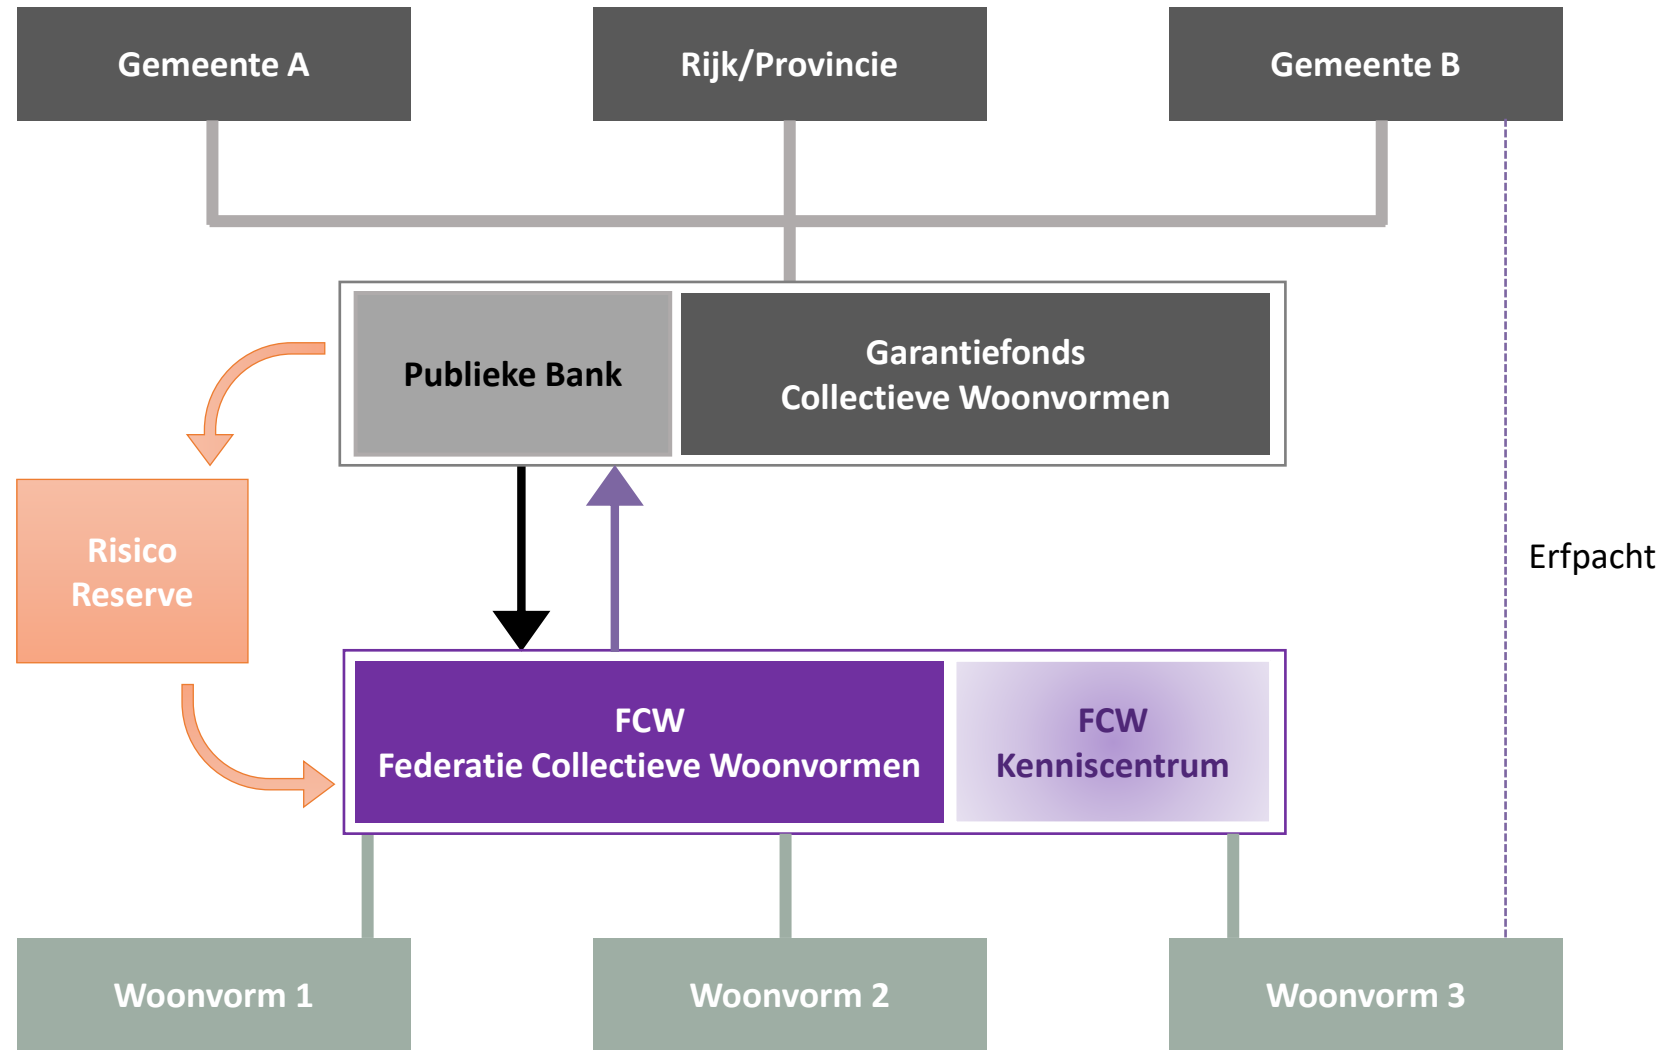 Gemeente A
Rijk/Provincie
Gemeente B
Publieke Bank
Garantiefonds
Collectieve Woonvormen
Risico
Reserve
Erfpacht
FCW
Federatie Collectieve Woonvormen
FCW
Kenniscentrum
Woonvorm 1
Woonvorm 2
Woonvorm 3